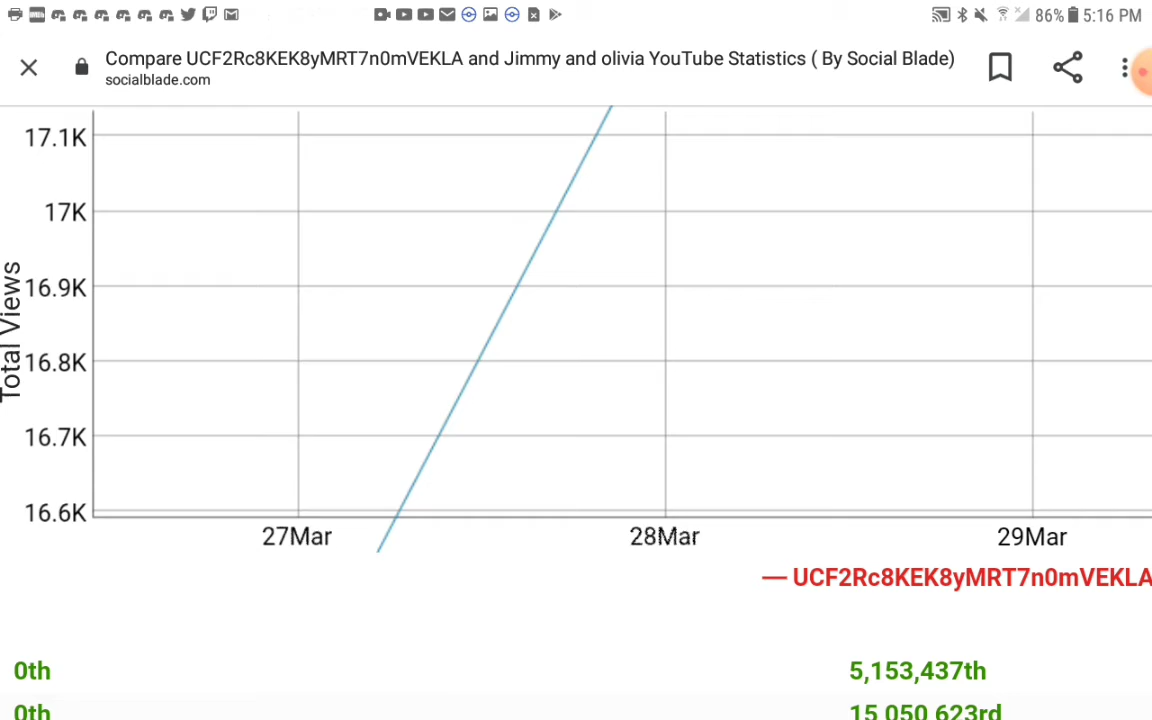 86% 5:16 PM
Compare UCF2Rc8KEK8yMRT7n0mVEKLA and Jimmy and olivia YouTube Statistics ( By Social Blade)
socialblade.com
17.1K
17K
16.9K
16.8K
16.7K
16.6K
Total Views
27Mar 28Mar 29Mar
— UCF2Rc8KEK8yMRT7n0mVEKLA
0th 5,153,437th
0th 15,050,623rd